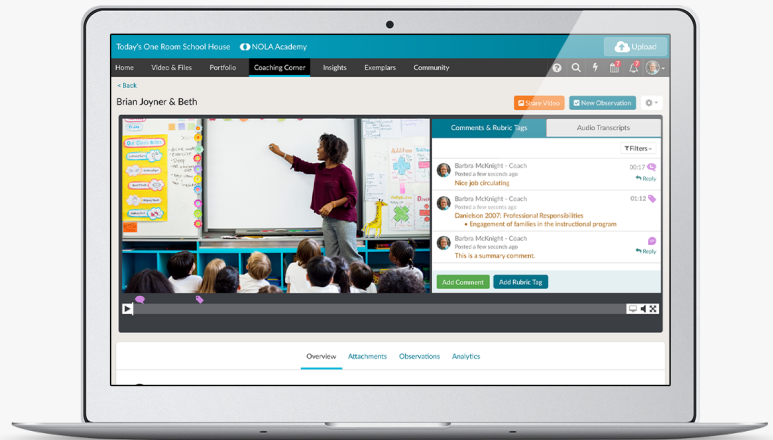 Today's One Room School House NOLA Academy
Upload
Home Video & Files Portfolio Coaching Corner Insights Exemplars Community
7 7
< Back
Brian Joyner & Beth
Share Video New Observation
Comments & Rubric Tags Audio Transcripts
Filters
Barbra McKnight - Coach 00:17
Posted a few seconds ago
Reply
Nice job circulating
Barbra McKnight - Coach 01:12
Posted a few seconds ago
Danielson 2007: Professional Responsibilities
• Engagement of families in the instructional program
Barbra McKnight - Coach
Posted a few seconds ago
Reply
This is a summary comment.
Add Comment Add Rubric Tag
Overview Attachments Observations Analytics